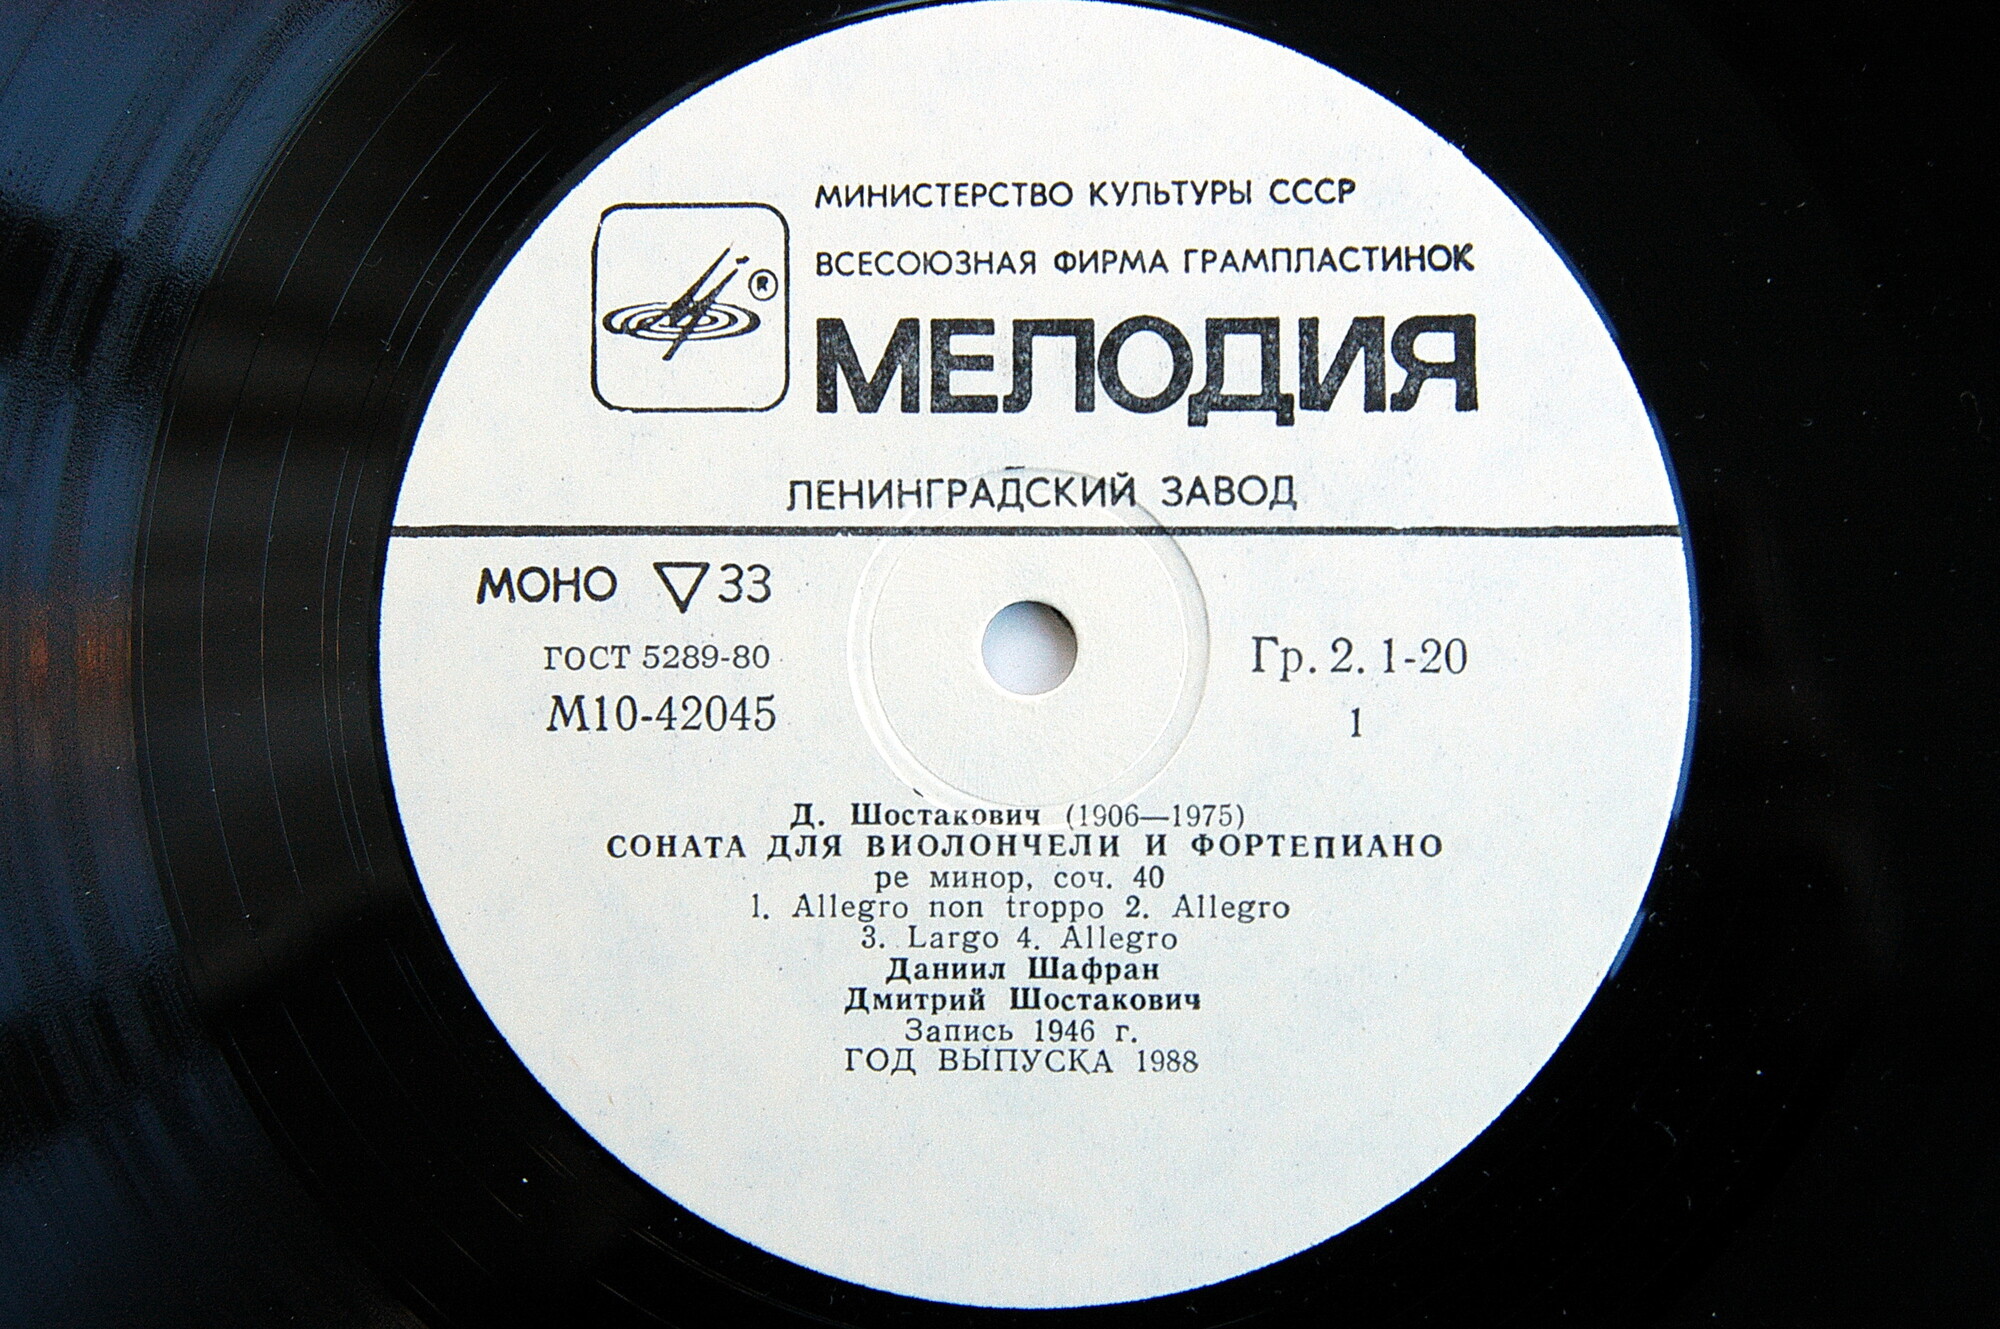 МИНИСТЕРСТВО КУЛЬТУРЫ СССР
ВСЕСОЮЗНАЯ ФИРМА ГРАМПЛАСТИНОК
®
МЕЛОДИЯ
ЛЕНИНГРАДСКИЙ ЗАВОД
МОНО ▽33
ГОСТ 5289-80
М10-42045
Гр. 2. 1-20
1
Д. Шостакович (1906—1975)
СОНАТА ДЛЯ ВИОЛОНЧЕЛИ И ФОРТЕПИАНО
ре минор, соч. 40
1. Allegro non troppo 2. Allegro
3. Largo 4. Allegro
Даниил Шафран
Дмитрий Шостакович
Запись 1946 г.
ГОД ВЫПУСКА 1988